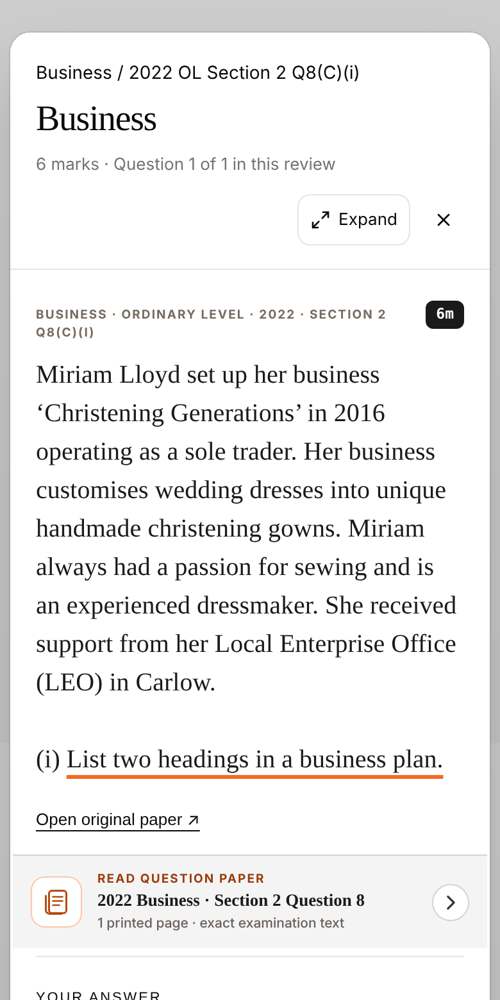 Business / 2022 OL Section 2 Q8(C)(i)
Business
6 marks · Question 1 of 1 in this review
Expand
BUSINESS · ORDINARY LEVEL · 2022 · SECTION 2
Q8(C)(I)
6m
Miriam Lloyd set up her business
‘Christening Generations’ in 2016
operating as a sole trader. Her business
customises wedding dresses into unique
handmade christening gowns. Miriam
always had a passion for sewing and is
an experienced dressmaker. She received
support from her Local Enterprise Office
(LEO) in Carlow.
(i) List two headings in a business plan.
Open original paper ↗
READ QUESTION PAPER
2022 Business · Section 2 Question 8
1 printed page · exact examination text
YOUR ANSWER